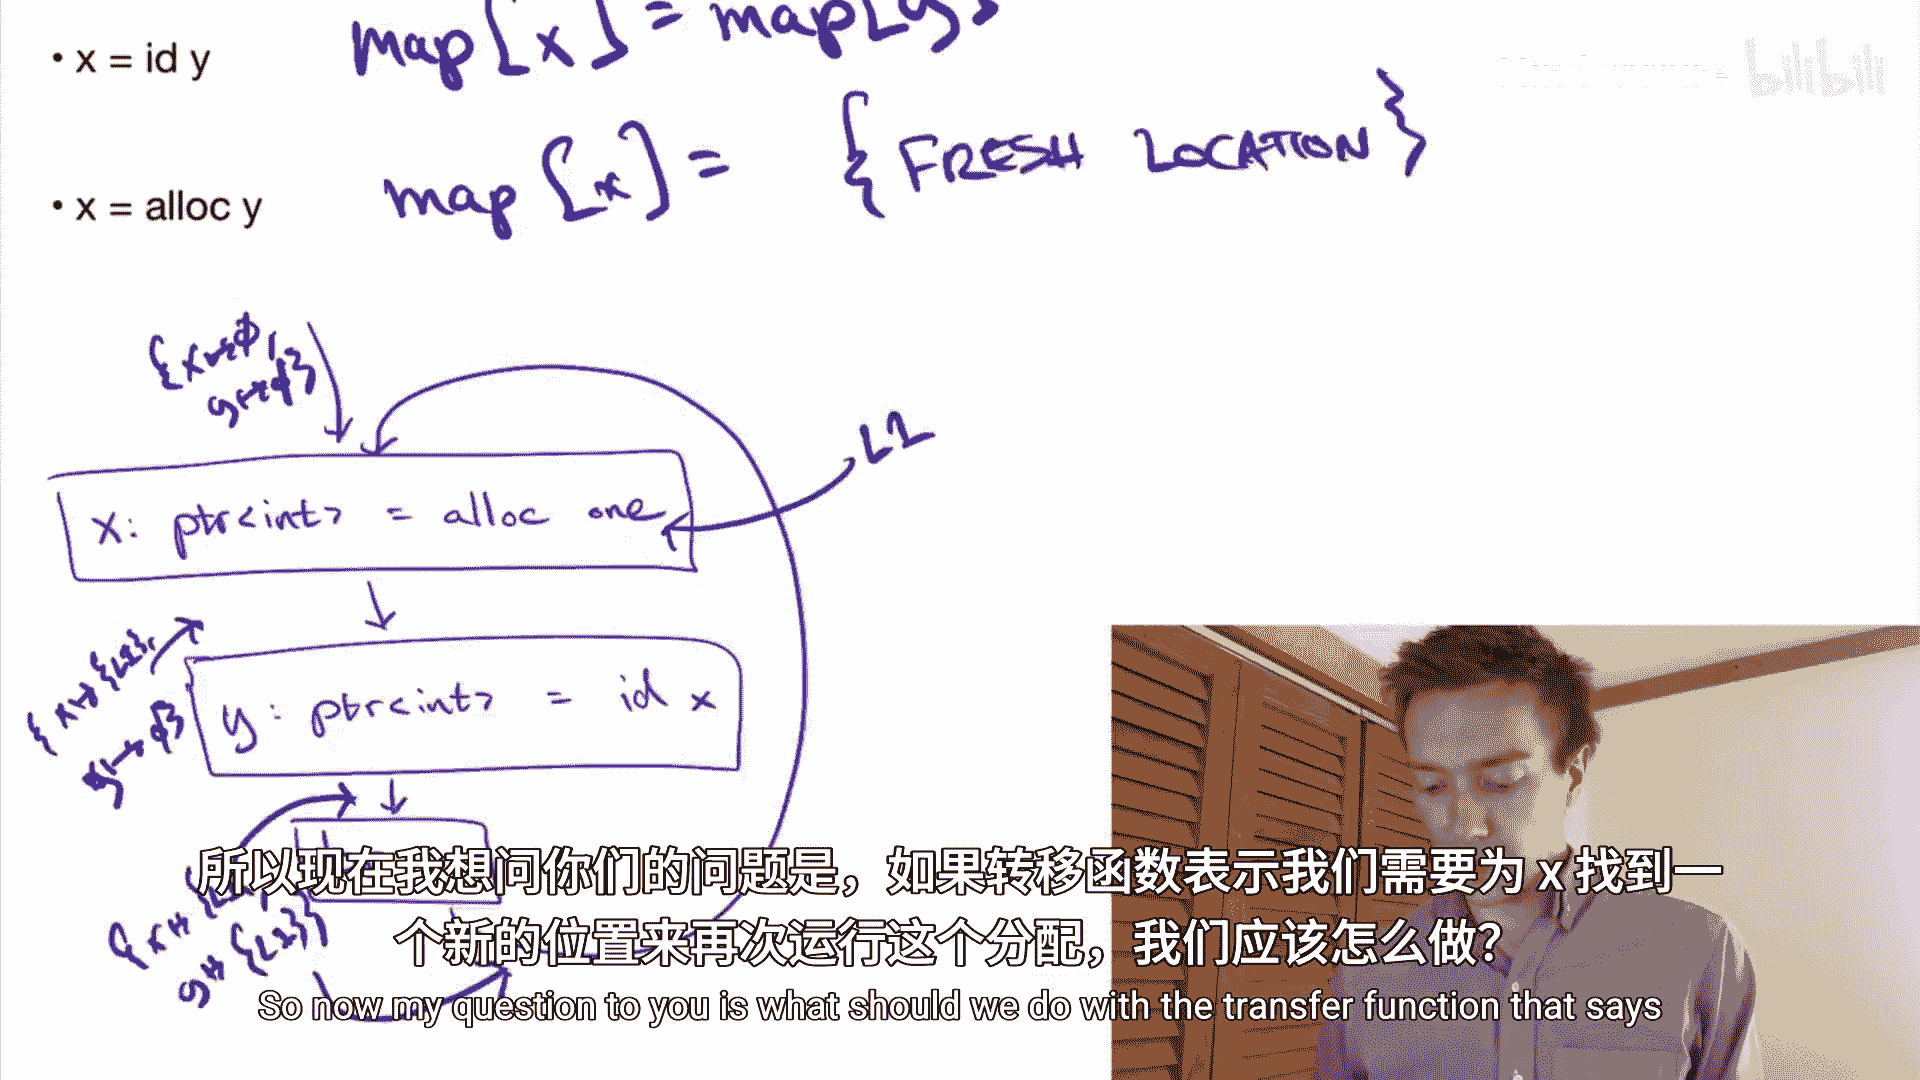 • x = id y
map[x] = map[y]
• x = alloc y
map[x] = { FRESH LOCATION }
{x ↦ ϕ,
y ↦ ϕ}
L1
x: ptr<int> = alloc one
{x ↦ {L1},
y ↦ ϕ}
y: ptr<int> = id x
{x ↦ {L1},
y ↦ {L1}}
所以现在我想问你们的问题是，如果转移函数表示我们需要为 x 找到一
个新的位置来再次运行这个分配，我们应该怎么做？
So now my question to you is what should we do with the transfer function that says
bilibili